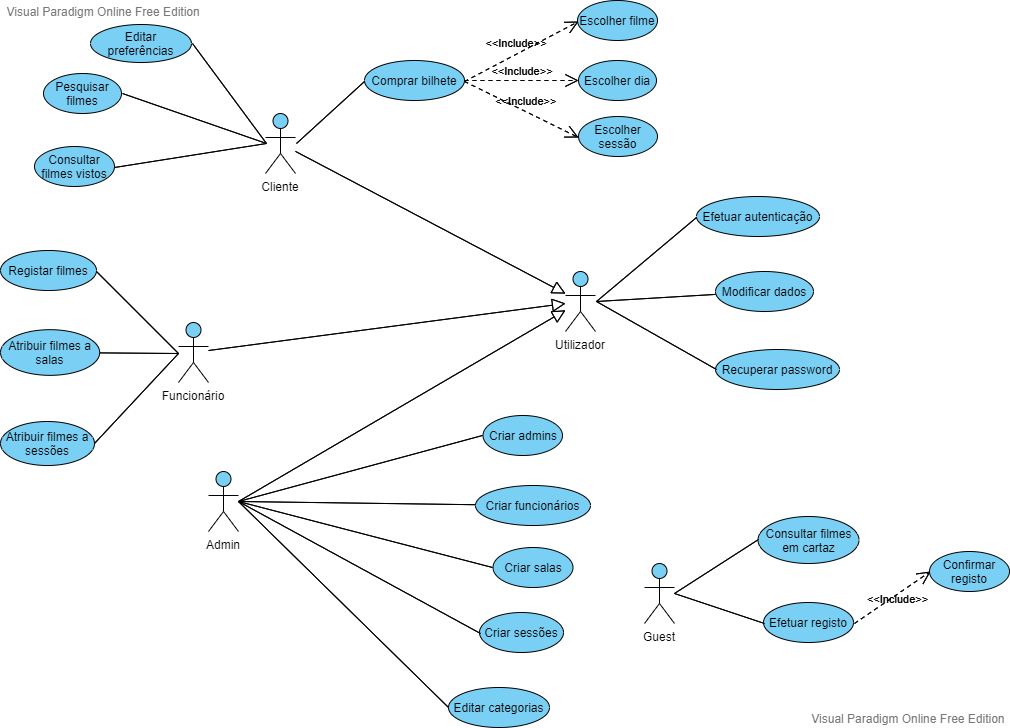 Visual Paradigm Online Free Edition
Editar
preferências
Pesquisar
filmes
Consultar
filmes vistos
Cliente
Comprar bilhete
<<Include>>
<<Include>>
<<Include>>
Escolher filme
Escolher dia
Escolher
sessão
Registar filmes
Atribuir filmes a
salas
Atribuir filmes a
sessões
Funcionário
Utilizador
Efetuar autenticação
Modificar dados
Recuperar password
Admin
Criar admins
Criar funcionários
Criar salas
Criar sessões
Editar categorias
Guest
Consultar filmes
em cartaz
Efetuar registo
<<Include>>
Confirmar
registo
Visual Paradigm Online Free Edition